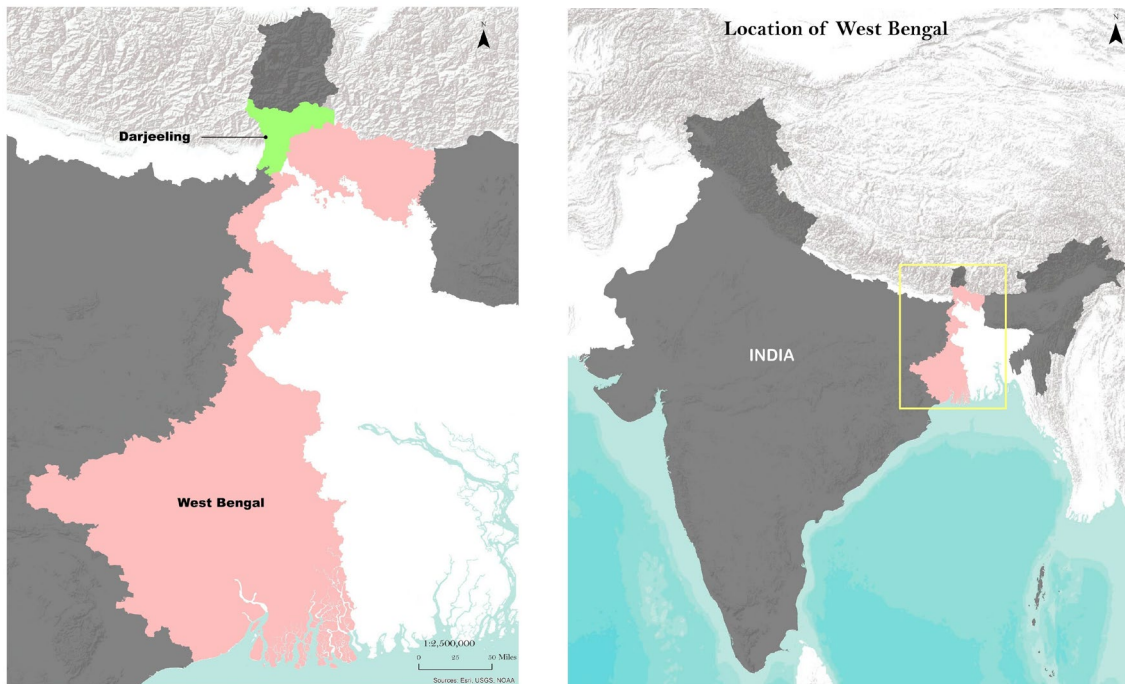 N
Darjeeling
West Bengal
1:2,500,000
0 25 50 Miles
Sources: Esri, USGS, NOAA
Location of West Bengal
N
INDIA